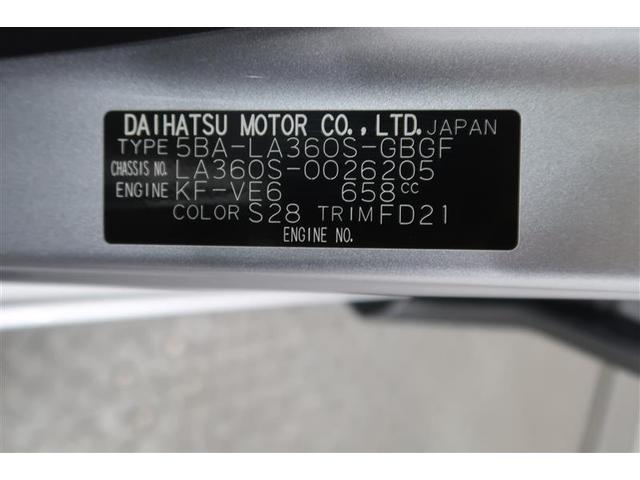 DAIHATSU MOTOR CO.,LTD. JAPAN
TYPE 5BA-LA360S-GBGF
CHASSIS NO. LA360S-0026205
ENGINE KF-VE6 658cc
COLOR S28 TRIM FD21
ENGINE NO.